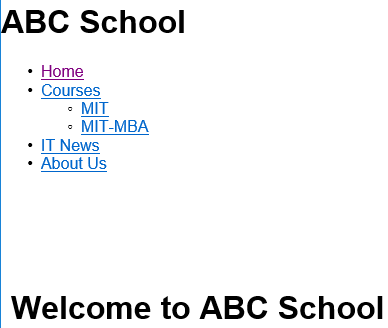 ABC School
Home
Courses
MIT
MIT-MBA
IT News
About Us
Welcome to ABC School